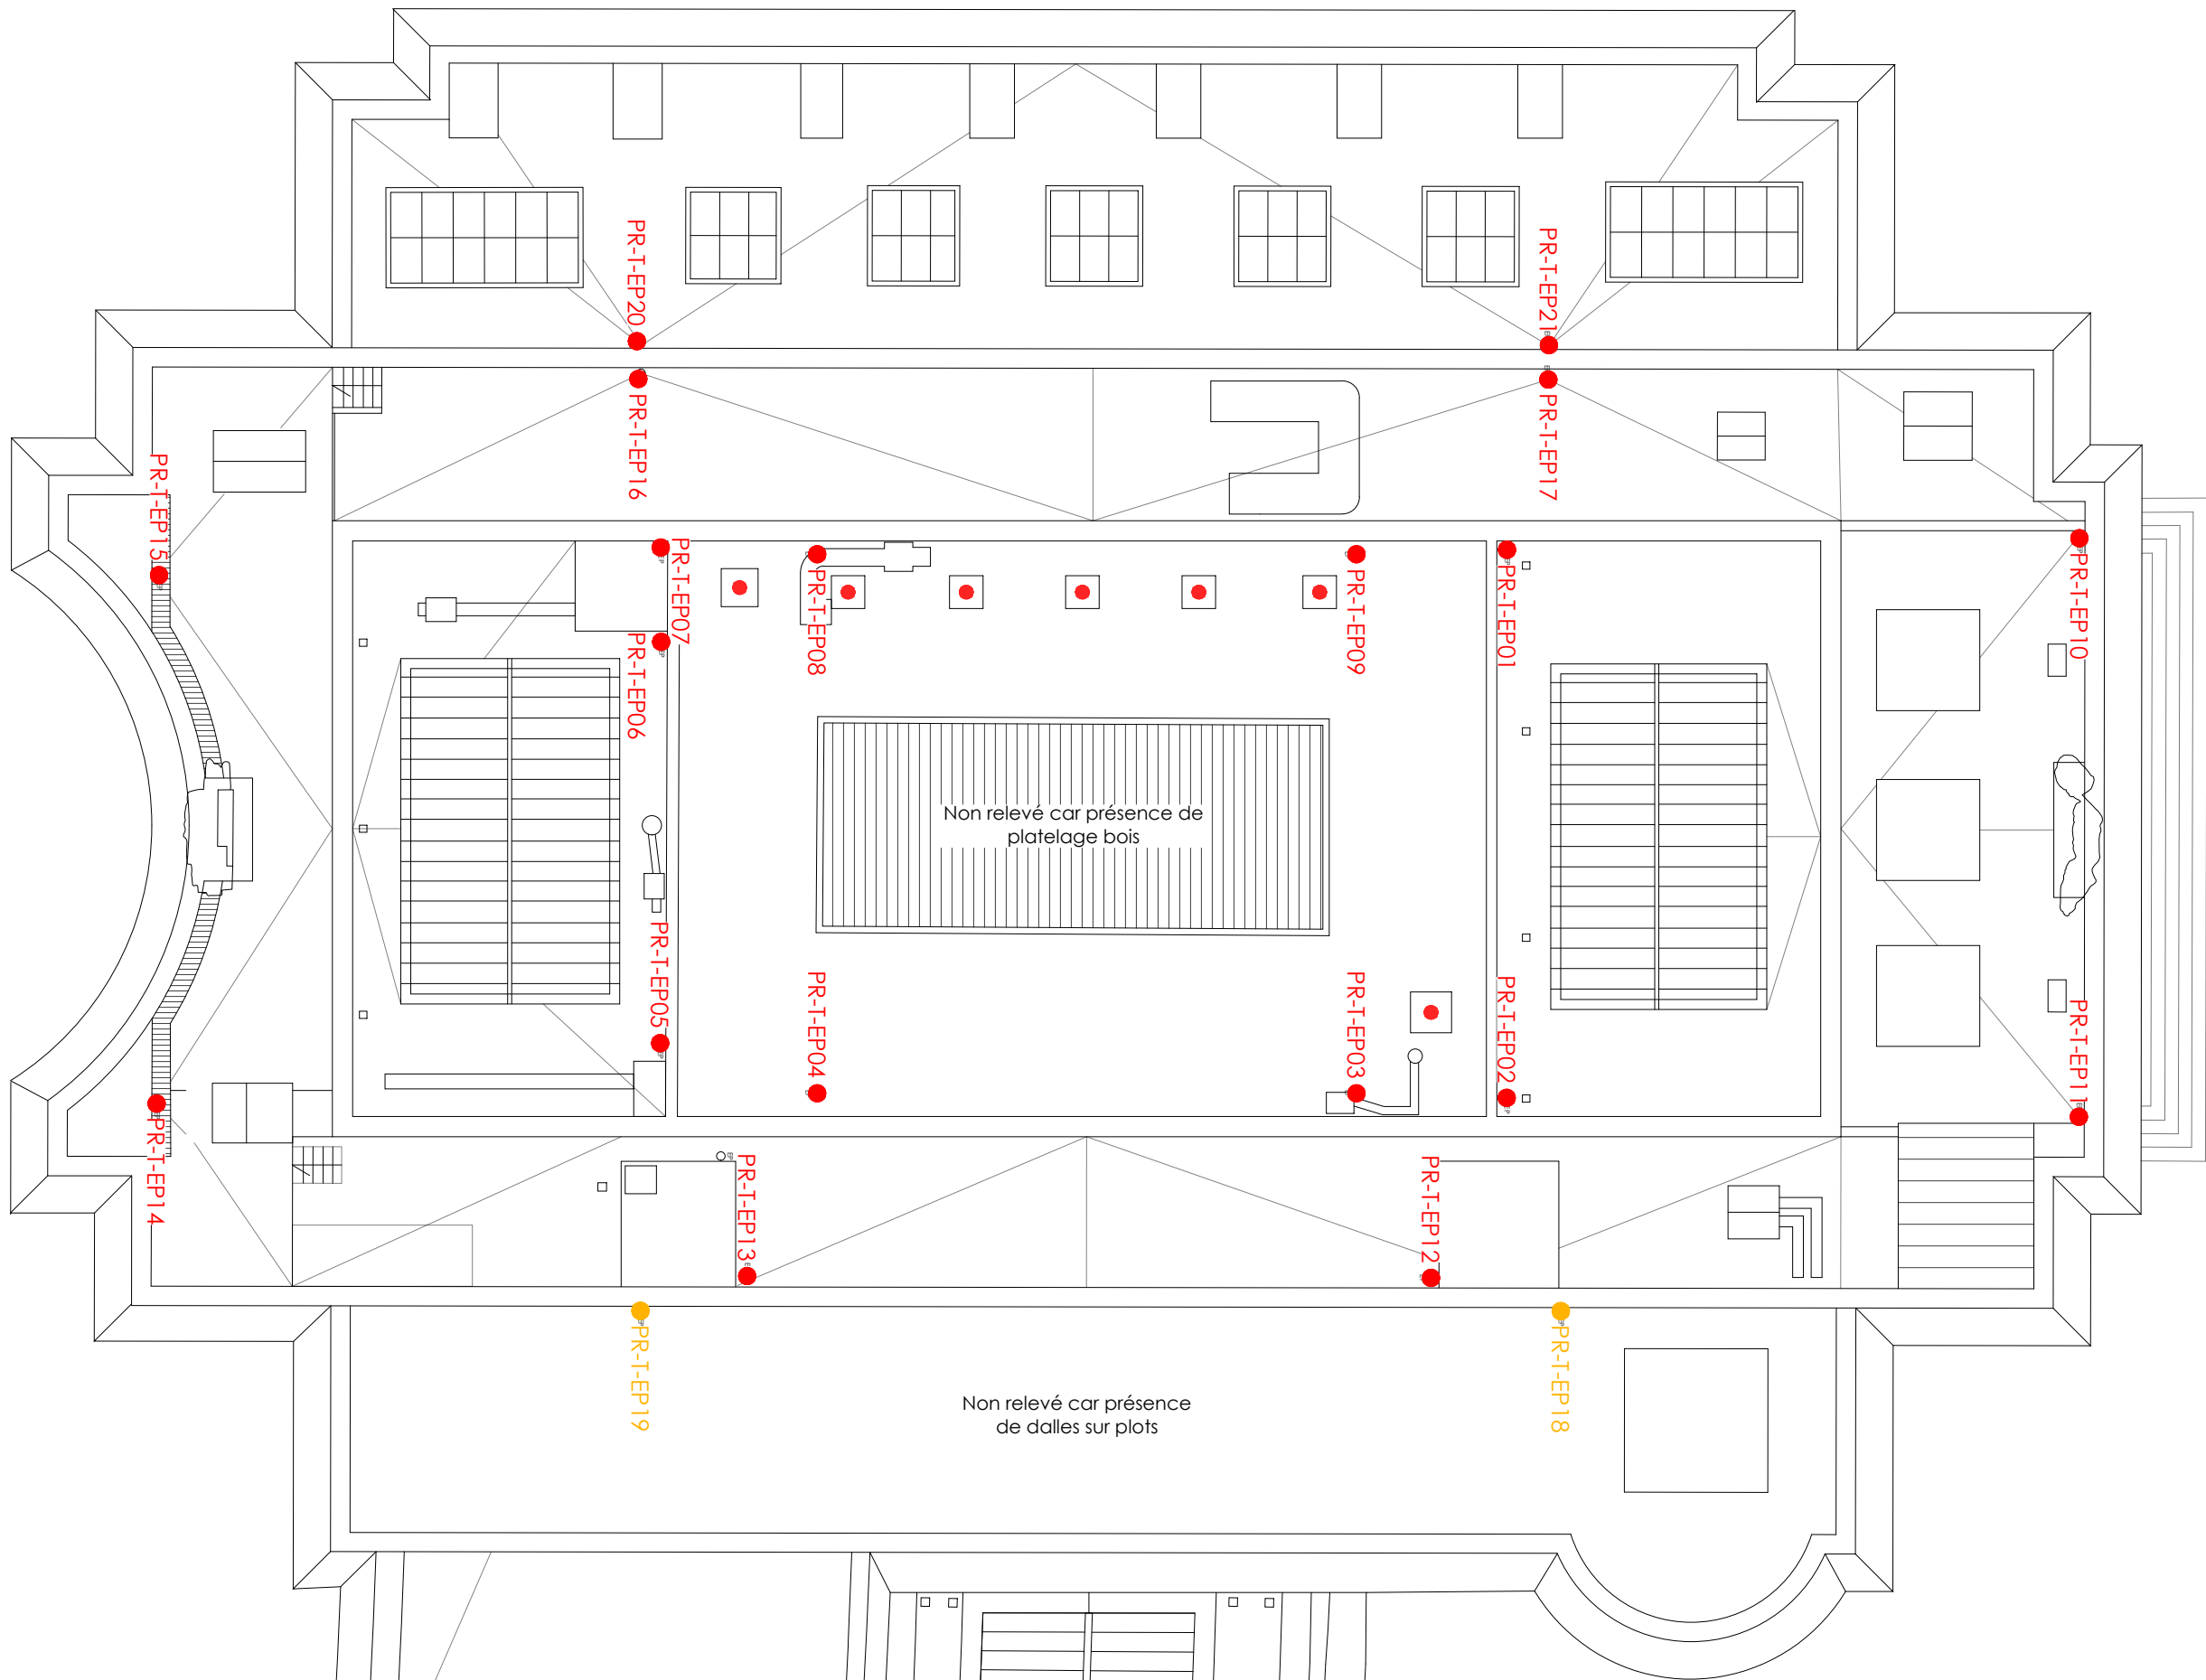 PR-T-EP20
PR-T-EP21
PR-T-EP16
PR-T-EP17
PR-T-EP15
PR-T-EP07
PR-T-EP08
PR-T-EP09
PR-T-EP01
PR-T-EP10
PR-T-EP06
Non relevé car présence de
platelage bois
PR-T-EP05
PR-T-EP04
PR-T-EP03
PR-T-EP02
PR-T-EP11
PR-T-EP14
PR-T-EP13
PR-T-EP12
PR-T-EP19
PR-T-EP18
Non relevé car présence
de dalles sur plots